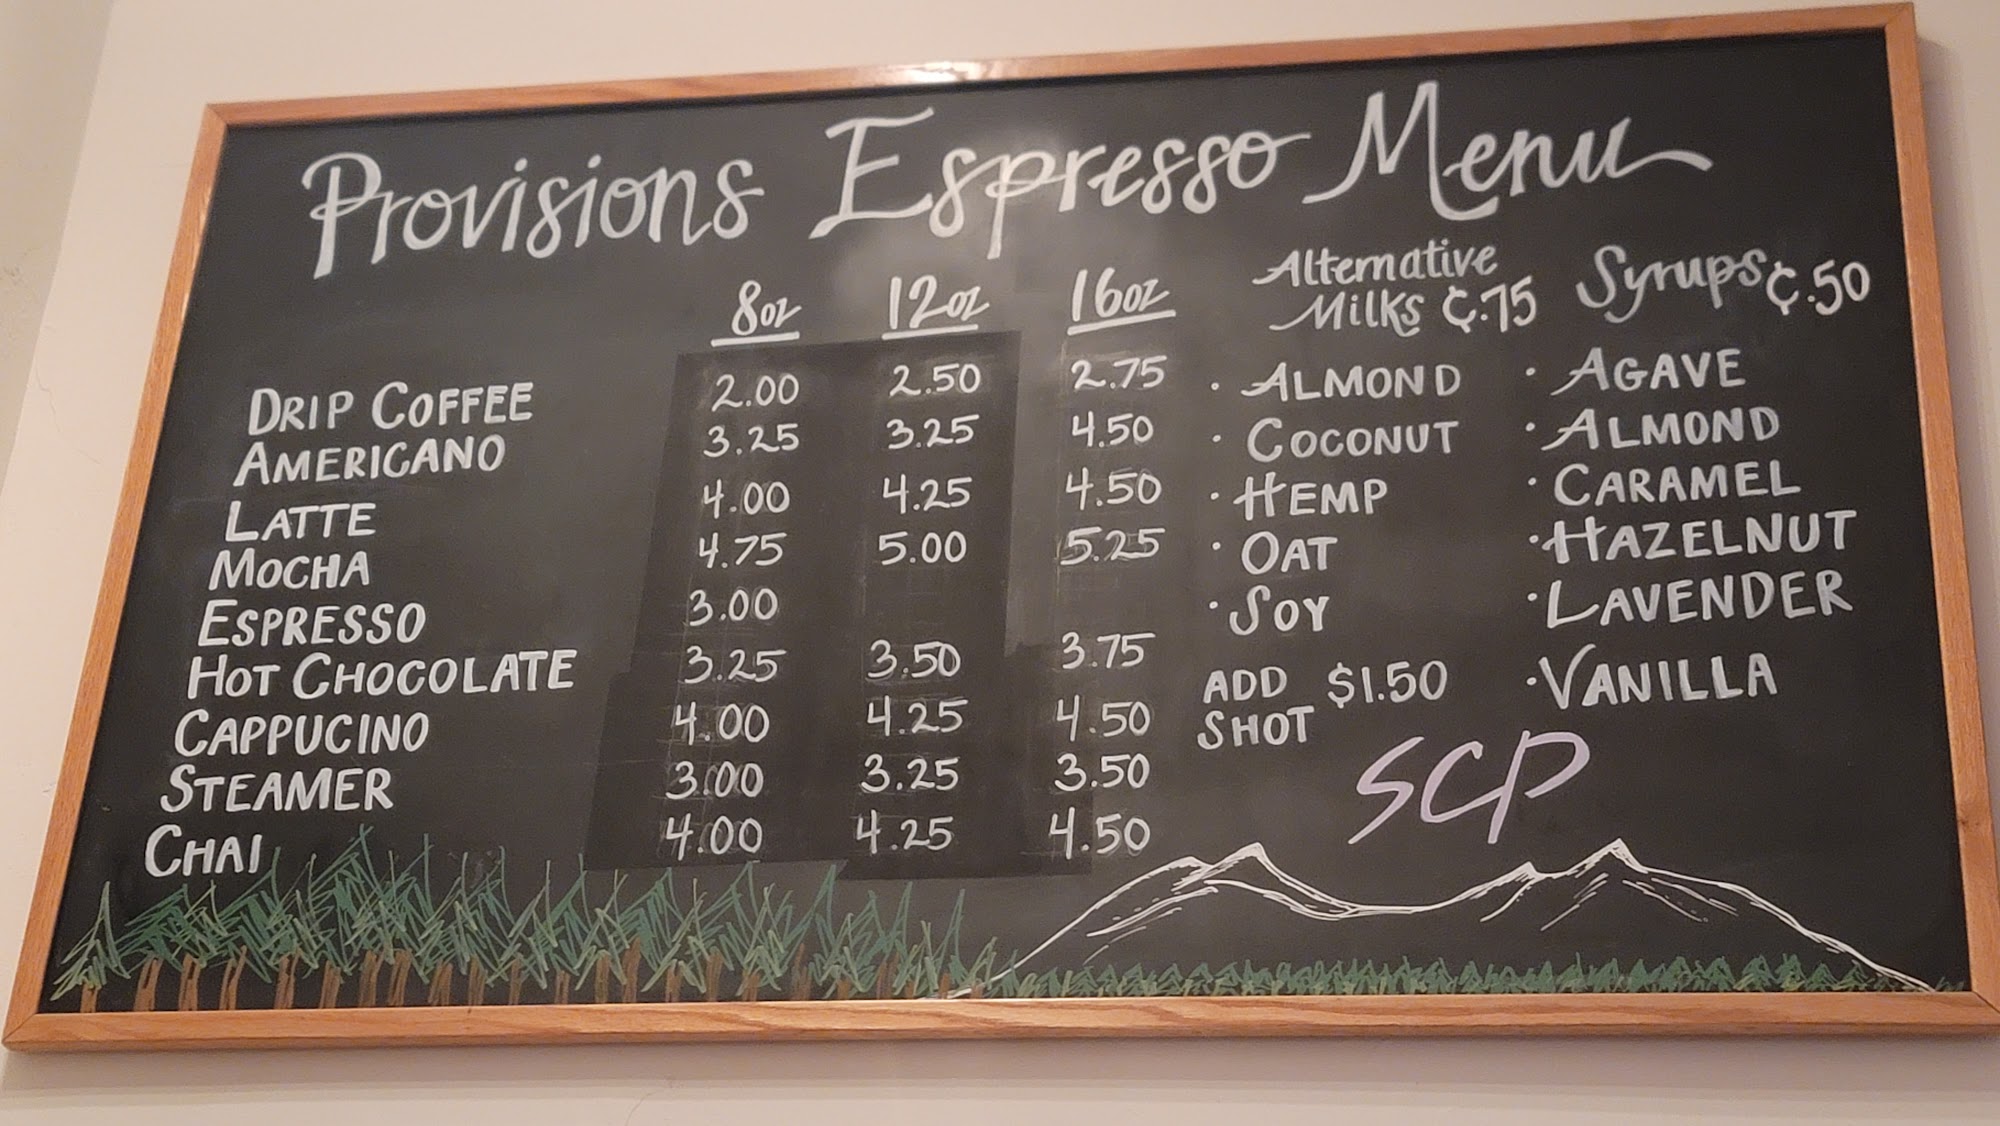 Provisions Espresso Menu
8oz 12oz 16oz
DRIP COFFEE 2.00 2.50 2.75
AMERICANO 3.25 3.25 4.50
LATTE 4.00 4.25 4.50
MOCHA 4.75 5.00 5.25
ESPRESSO 3.00
HOT CHOCOLATE 3.25 3.50 3.75
CAPPUCINO 4.00 4.25 4.50
STEAMER 3.00 3.25 3.50
CHAI 4.00 4.25 4.50
Alternative
Milks ¢.75
· ALMOND
· COCONUT
· HEMP
· OAT
· SOY
ADD $1.50
SHOT
Syrups ¢.50
· AGAVE
· ALMOND
· CARAMEL
· HAZELNUT
· LAVENDER
· VANILLA
SCP